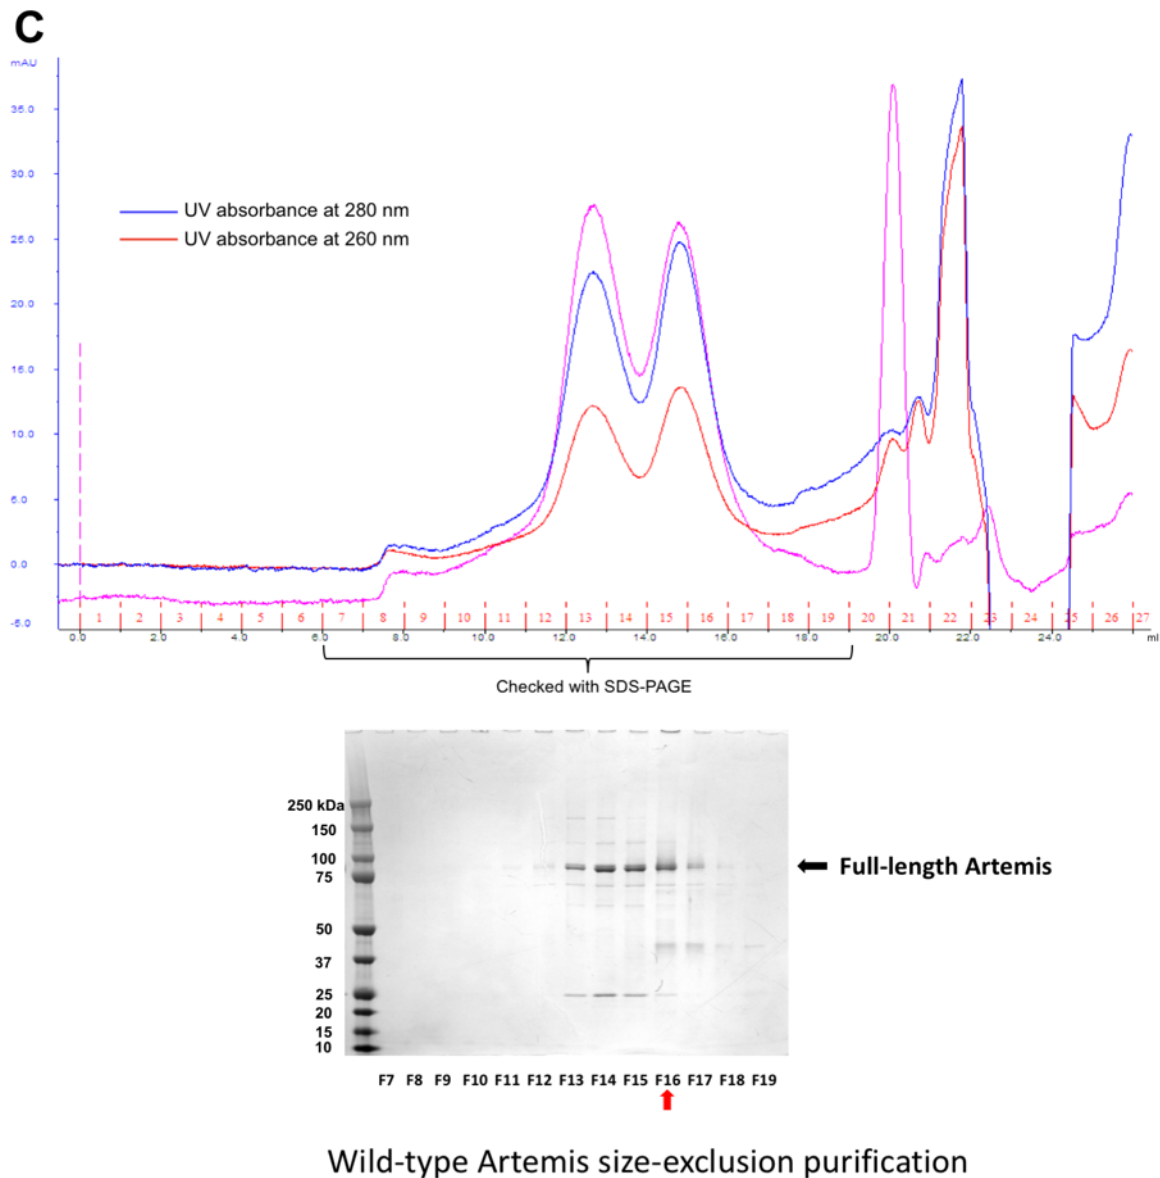 C
mAU
35.0
30.0
25.0
20.0
15.0
10.0
5.0
0.0
-5.0
UV absorbance at 280 nm
UV absorbance at 260 nm
1 2 3 4 5 6 7 8 9 10 11 12 13 14 15 16 17 18 19 20 21 22 23 24 25 26 27
0.0 2.0 4.0 6.0 8.0 10.0 12.0 14.0 16.0 18.0 20.0 22.0 24.0 ml
Checked with SDS-PAGE
250 kDa
150
100
75
50
37
25
20
15
10
Full-length Artemis
F7 F8 F9 F10 F11 F12 F13 F14 F15 F16 F17 F18 F19
Wild-type Artemis size-exclusion purification